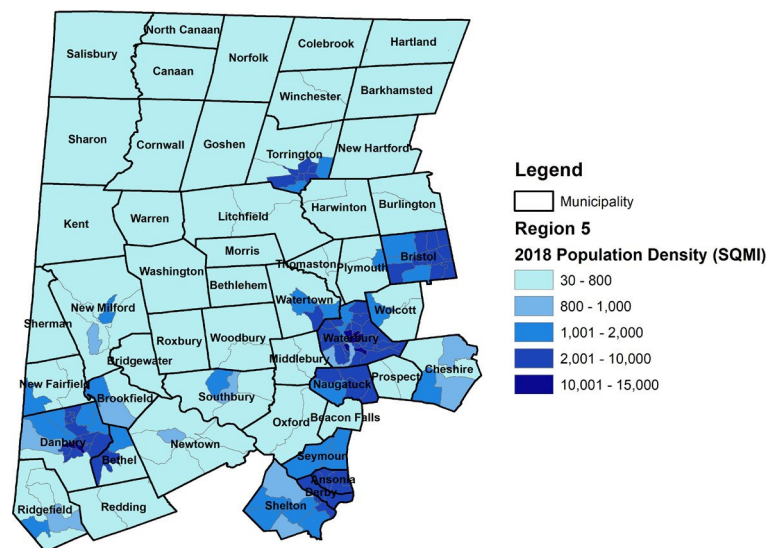 North Canaan
Colebrook
Hartland
Salisbury
Norfolk
Canaan
Winchester
Barkhamsted
Sharon
Cornwall
Goshen
Torrington
New Hartford
Legend
Municipality
Region 5
2018 Population Density (SQMI)
30 - 800
800 - 1,000
1,001 - 2,000
2,001 - 10,000
10,001 - 15,000
Kent
Warren
Litchfield
Harwinton
Burlington
Morris
Thomaston
Plymouth
Bristol
Washington
Bethlehem
New Milford
Watertown
Wolcott
Sherman
Roxbury
Woodbury
Waterbury
Bridgewater
Middlebury
Prospect
Cheshire
New Fairfield
Brookfield
Southbury
Naugatuck
Oxford
Beacon Falls
Danbury
Bethel
Newtown
Seymour
Ansonia
Derby
Shelton
Ridgefield
Redding